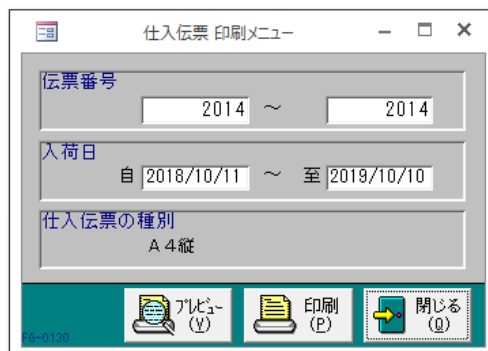 仕入伝票 印刷メニュー
伝票番号
2014 ～ 2014
入荷日
自 2018/10/11 ～ 至 2019/10/10
仕入伝票の種別
Ａ４縦
ﾌﾟﾚﾋﾞｭｰ 印刷 閉じる
(V) (P) (Q)
FG-0130